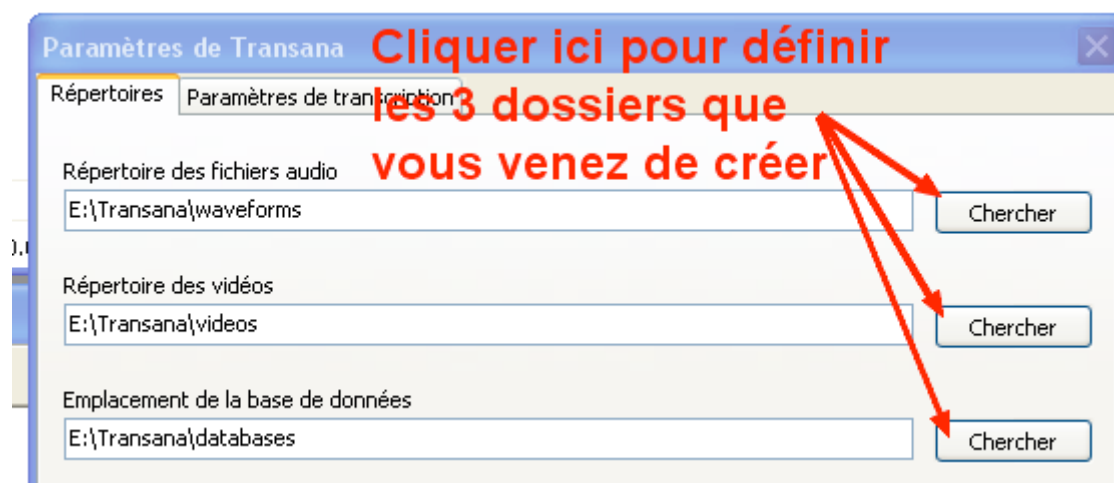 Paramètres de Transana
Cliquer ici pour définir
les 3 dossiers que
vous venez de créer
Répertoires
Paramètres de transcription
Répertoire des fichiers audio
E:\Transana\waveforms
Chercher
Répertoire des vidéos
E:\Transana\videos
Chercher
Emplacement de la base de données
E:\Transana\databases
Chercher